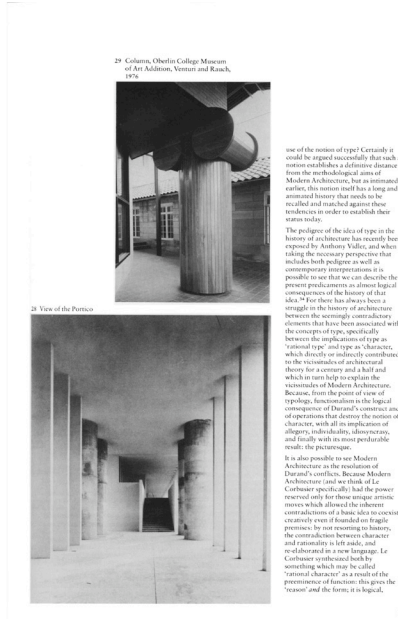 29 Column, Oberlin College Museum
of Art Addition, Venturi and Rauch,
1976
28 View of the Portico
use of the notion of type? Certainly it
could be argued successfully that such
notion establishes a definitive distance
from the methodological aims of
Modern Architecture, but as intimated
earlier, this notion itself has a long and
animated history that needs to be
recalled and matched against these
tendencies in order to establish their
status today.
The pedigree of the idea of type in the
history of architecture has recently bee
exposed by Anthony Vidler, and when
taking the necessary perspective that
includes both pedigree as well as
contemporary interpretations it is
possible to see that we can describe the
present predicaments as almost logical
consequences of the history of that
idea.34 For there has always been a
struggle in the history of architecture
between the seemingly contradictory
elements that have been associated with
the concepts of type, specifically
between the implications of type as
'rational type' and type as 'character,
which directly or indirectly contributed
to the vicissitudes of architectural
theory for a century and a half and
which in turn help to explain the
vicissitudes of Modern Architecture.
Because, from the point of view of
typology, functionalism is the logical
consequence of Durand's construct and
of operations that destroy the notion of
character, with all its implication of
allegory, individuality, idiosyncrasy,
and finally with its most perdurable
result: the picturesque.
It is also possible to see Modern
Architecture as the resolution of
Durand's conflicts. Because Modern
Architecture (and we think of Le
Corbusier specifically) had the power
reserved only for those unique artistic
moves which allowed the inherent
contradictions of a basic idea to coexist
creatively even if founded on fragile
premises: by not resorting to history,
the contradiction between character
and rationality is left aside, and
re-elaborated in a new language. Le
Corbusier synthesized both by
something which may be called
'rational character' as a result of the
preeminence of function: this gives the
'reason' and the form; it is logical,